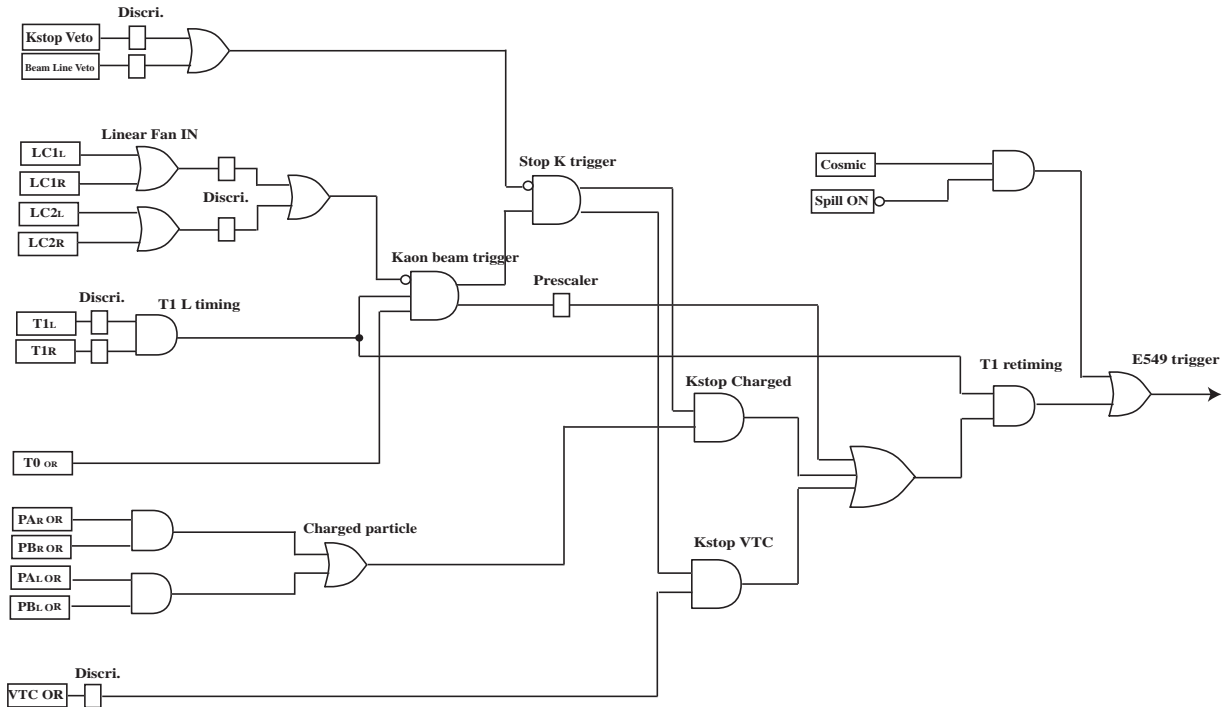 Discri.
Kstop Veto
Beam Line Veto
Linear Fan IN
LC1L
LC1R
Discri.
LC2L
LC2R
Stop K trigger
Cosmic
Spill ON
Kaon beam trigger
Prescaler
Discri.
T1 L timing
T1L
T1R
T1 retiming
E549 trigger
Kstop Charged
T0 OR
PAR OR
PBR OR
Charged particle
PAL OR
PBL OR
Kstop VTC
Discri.
VTC OR